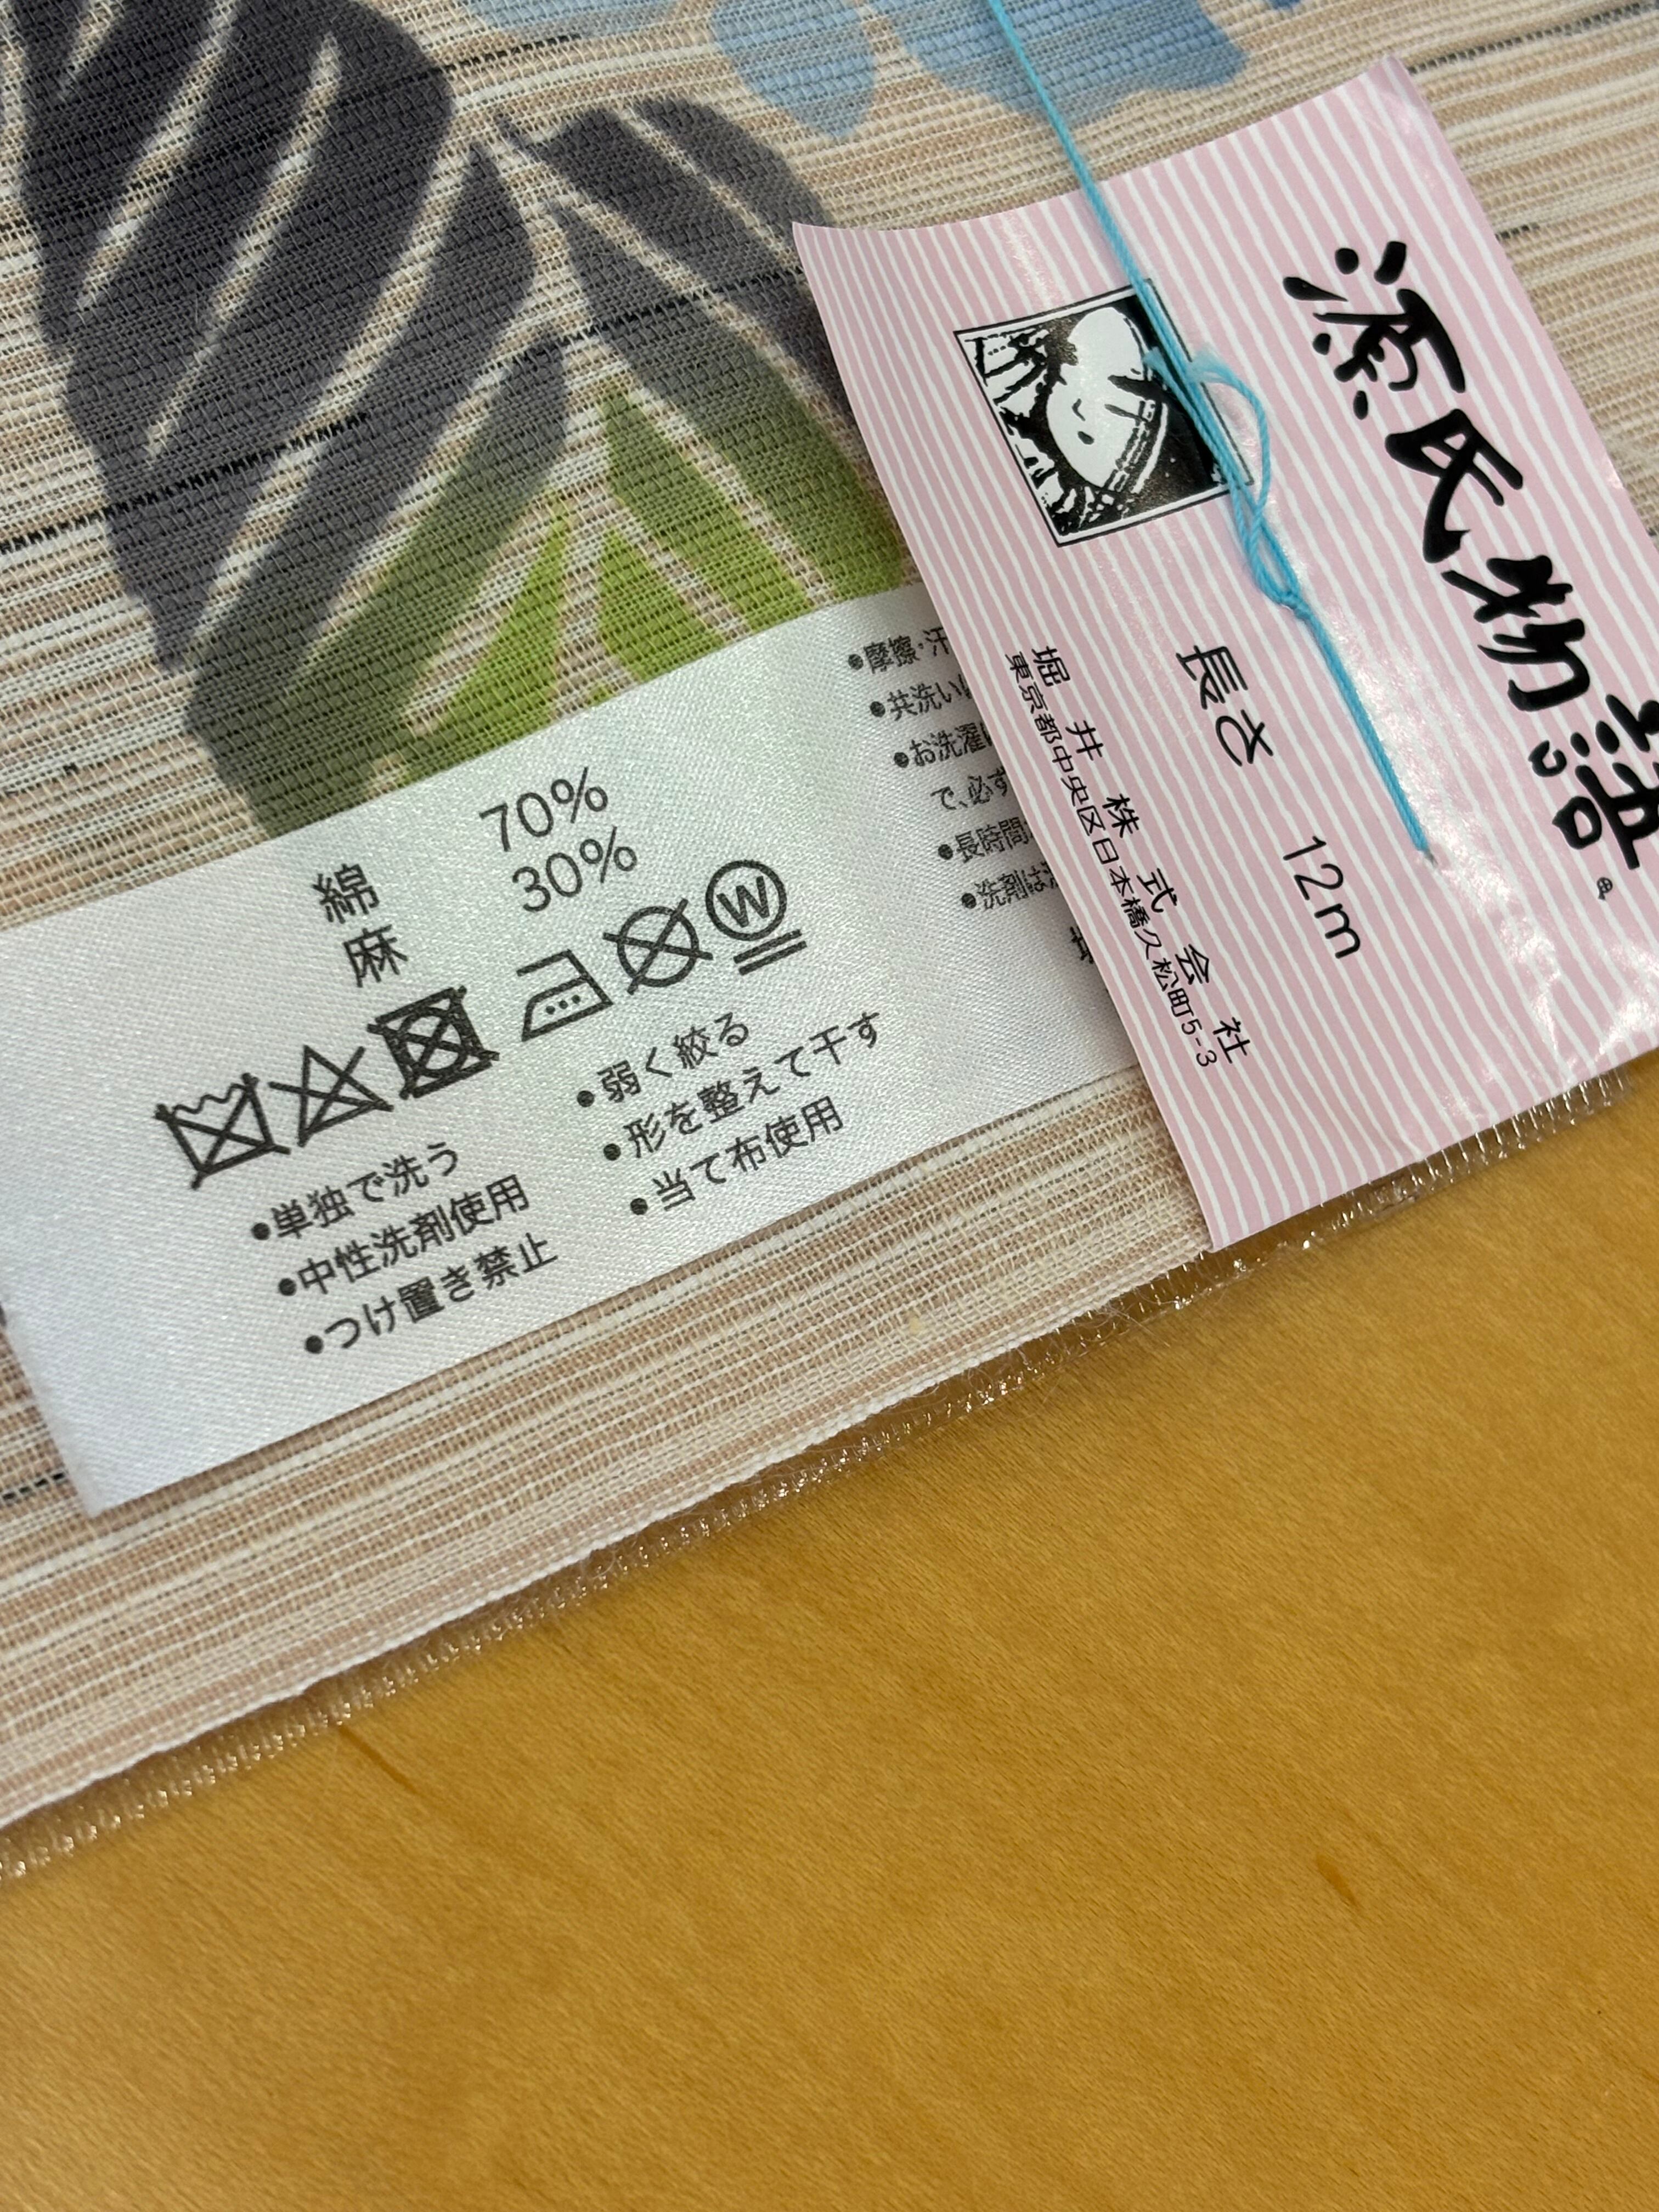 綿 70%
麻 30%
W
●単独で洗う
●中性洗剤使用
●つけ置き禁止
●弱く絞る
●形を整えて干す
●当て布使用
●摩擦・汗
●共洗い
●お洗濯
で、必ず
●長時間
●洗剤は
源氏物語
長さ 12m
堀井株式会社
東京都中央区日本橋久松町5-3